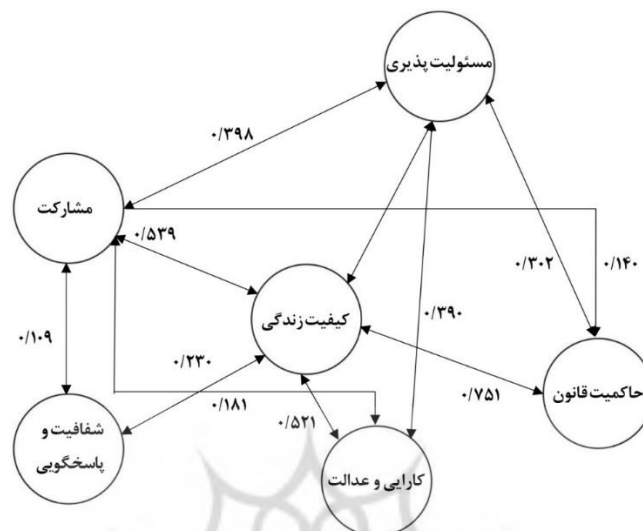 مسئولیت پذیری
۰/۳۹۸
مشارکت
۰/۵۳۹
۰/۳۰۲
۰/۱۴۰
کیفیت زندگی
۰/۳۹۰
۰/۱۰۹
۰/۲۳۰
۰/۷۵۱
حاکمیت قانون
۰/۱۸۱
۰/۵۲۱
شفافیت و
پاسخگویی
کارایی و عدالت